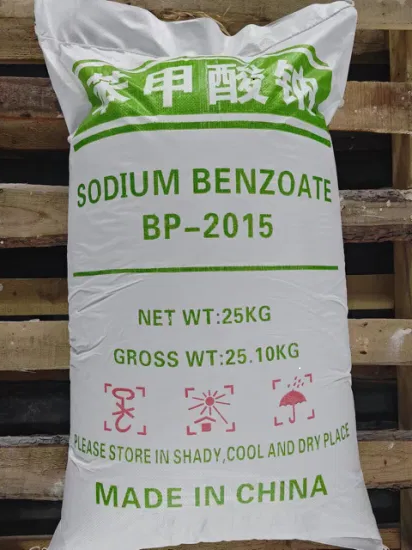 苯甲酸钠
SODIUM BENZOATE
BP-2015
NET WT:25KG
GROSS WT:25.10KG
PLEASE STORE IN SHADY,COOL AND DRY PLACE
MADE IN CHINA